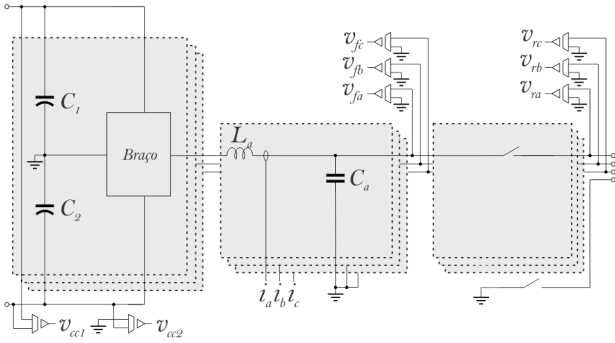 v_fc
v_fb
v_fa
v_rc
v_rb
v_ra
C_1
L_a
Braço
C_a
C_2
i_a i_b i_c
v_cc1
v_cc2